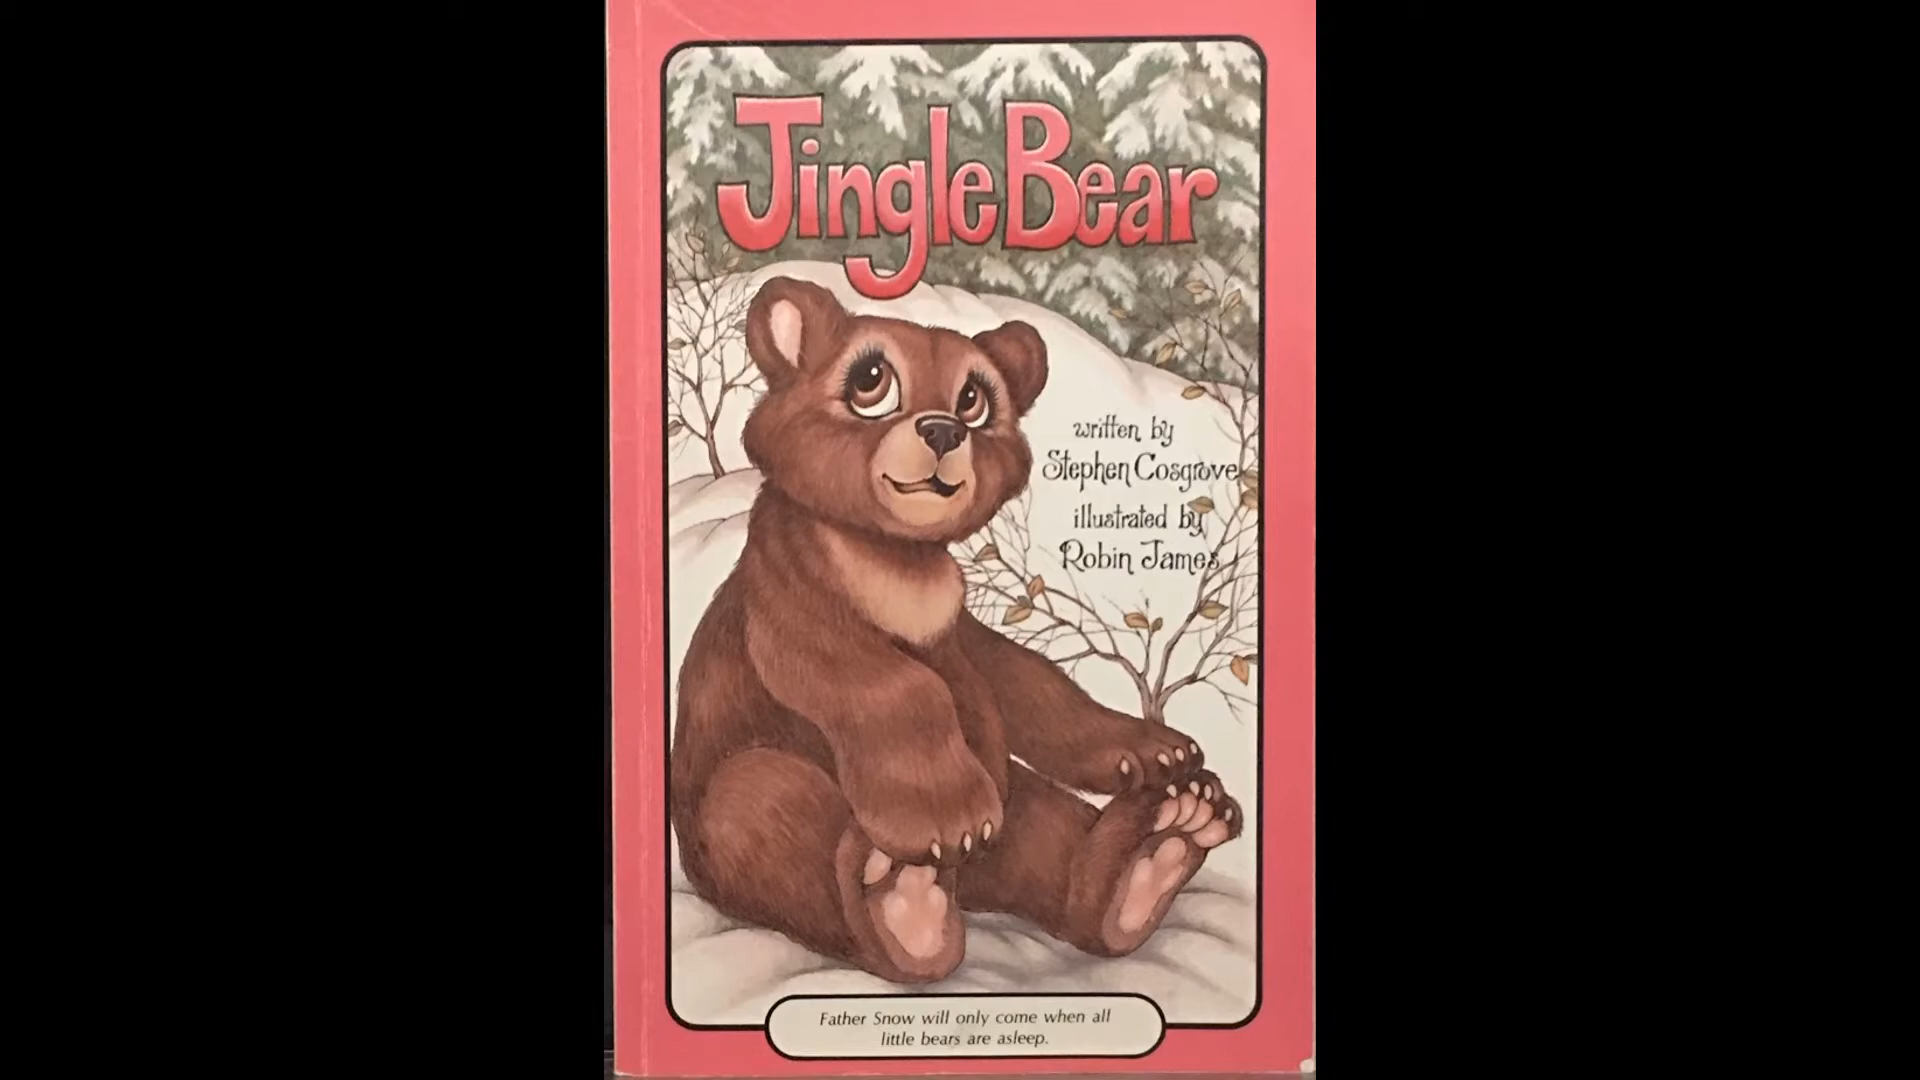 Jingle Bear
written by
Stephen Cosgrove
illustrated by
Robin James
Father Snow will only come when all
little bears are asleep.